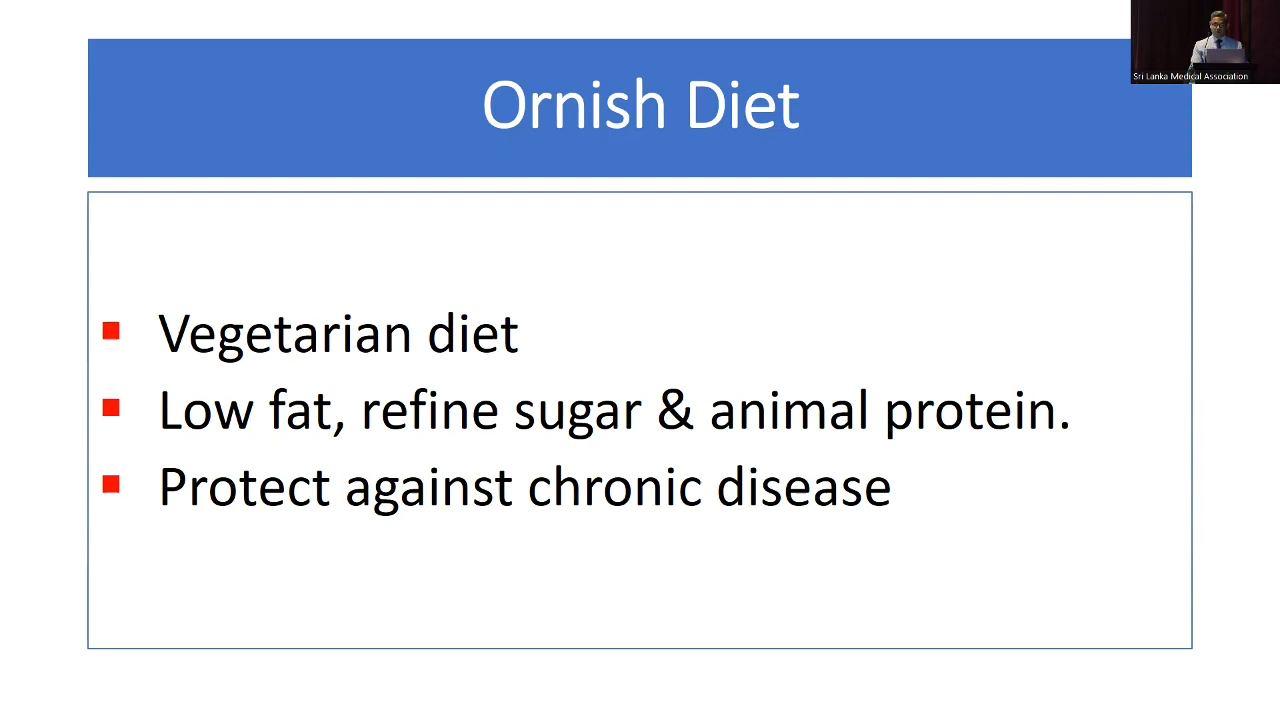 Ornish Diet
Sri Lanka Medical Association
Vegetarian diet
Low fat, refine sugar & animal protein.
Protect against chronic disease